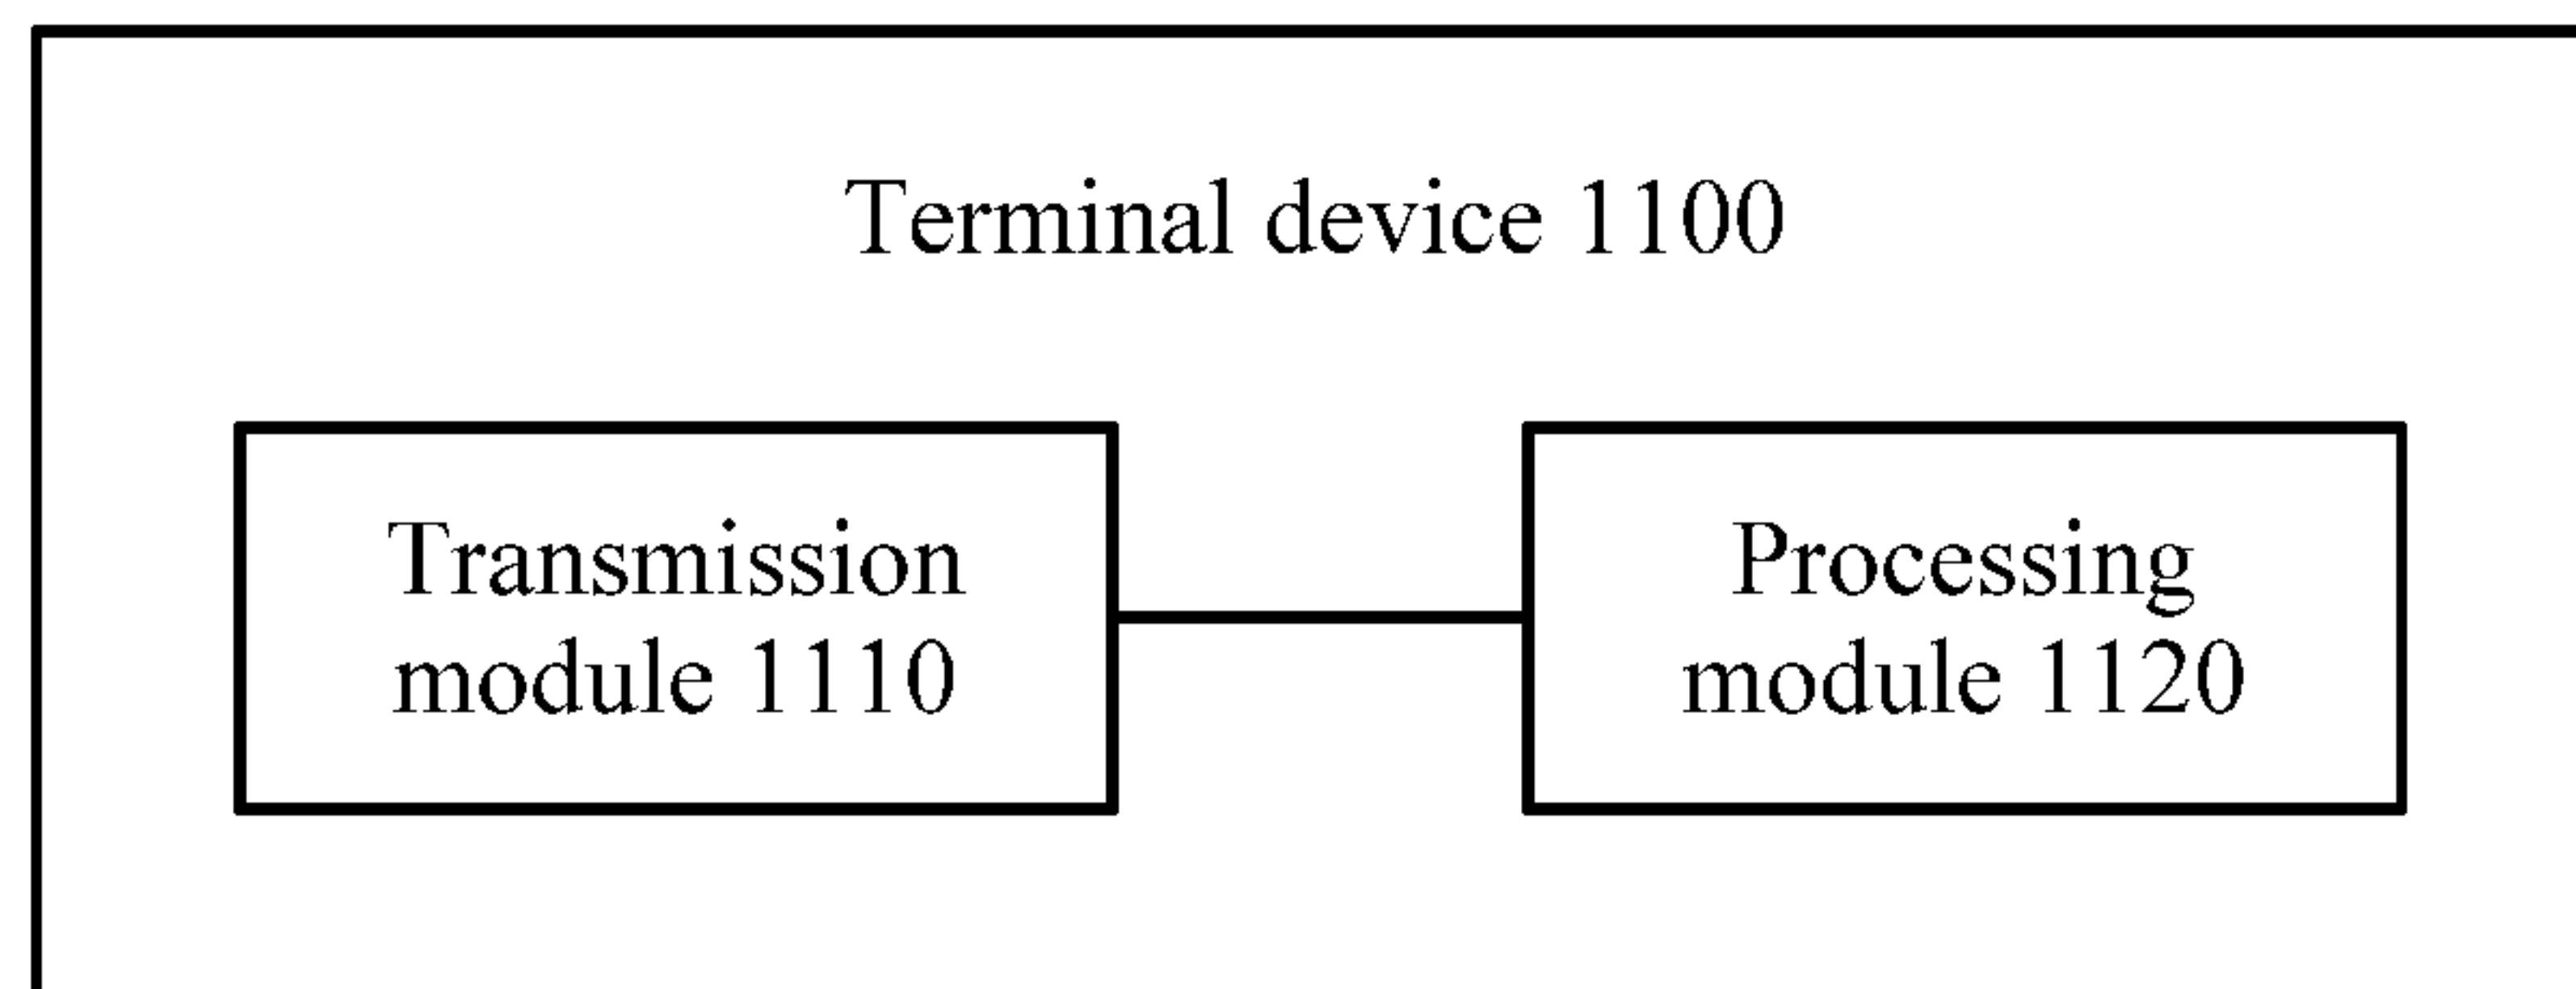 Terminal device 1100
Transmission
module 1110
Processing
module 1120